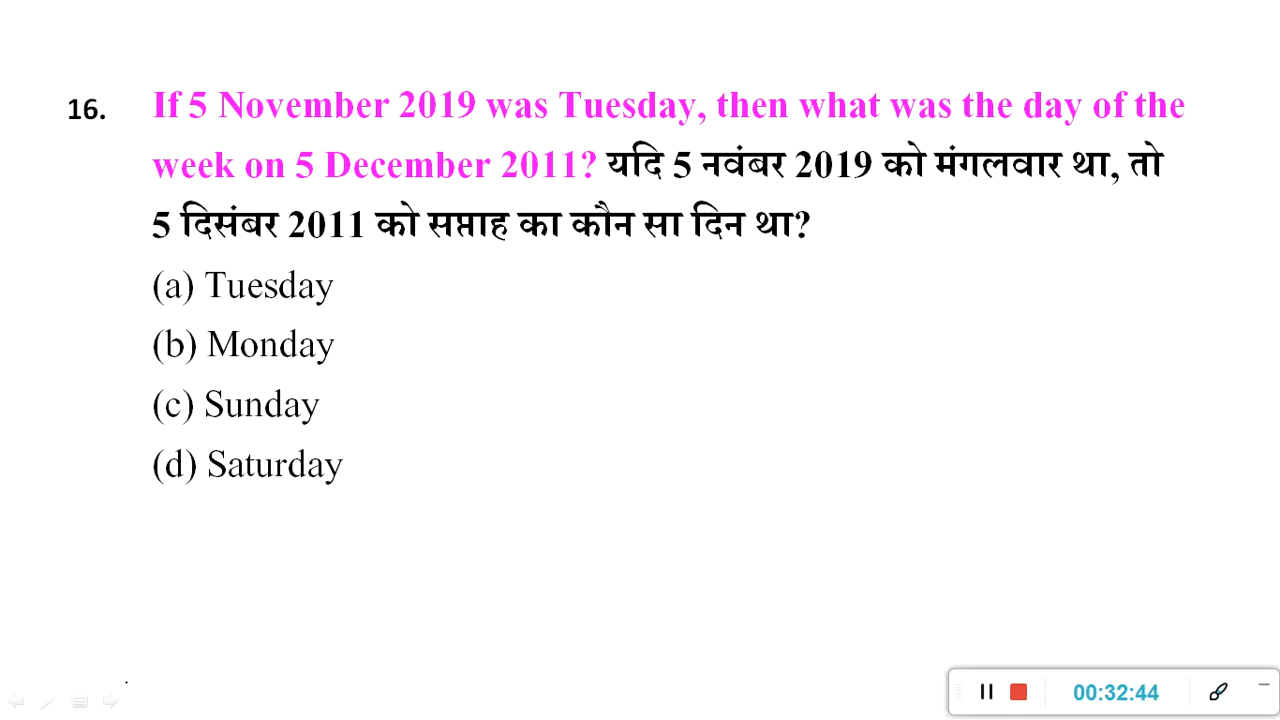 16. If 5 November 2019 was Tuesday, then what was the day of the
week on 5 December 2011? यदि 5 नवंबर 2019 को मंगलवार था, तो
5 दिसंबर 2011 को सप्ताह का कौन सा दिन था?
(a) Tuesday
(b) Monday
(c) Sunday
(d) Saturday
00:32:44